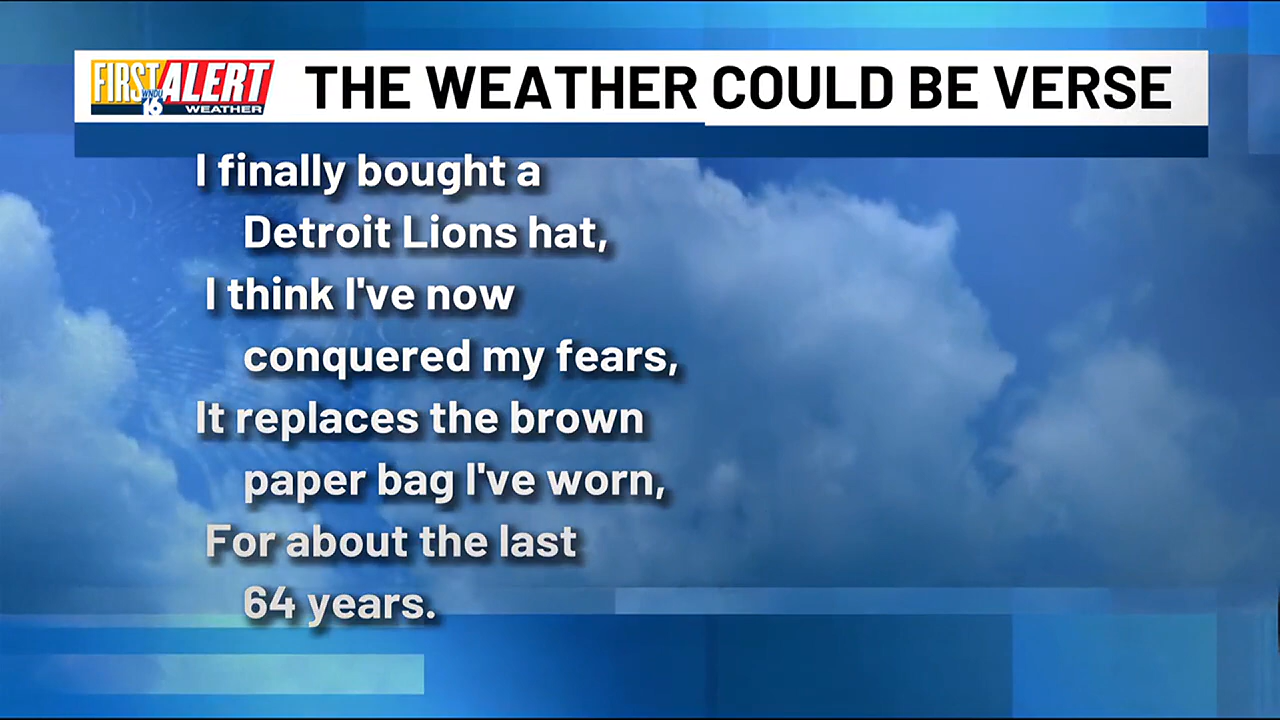 FIRST ALERT
WNDU
16
WEATHER
THE WEATHER COULD BE VERSE
I finally bought a
Detroit Lions hat,
I think I've now
conquered my fears,
It replaces the brown
paper bag I've worn,
For about the last
64 years.